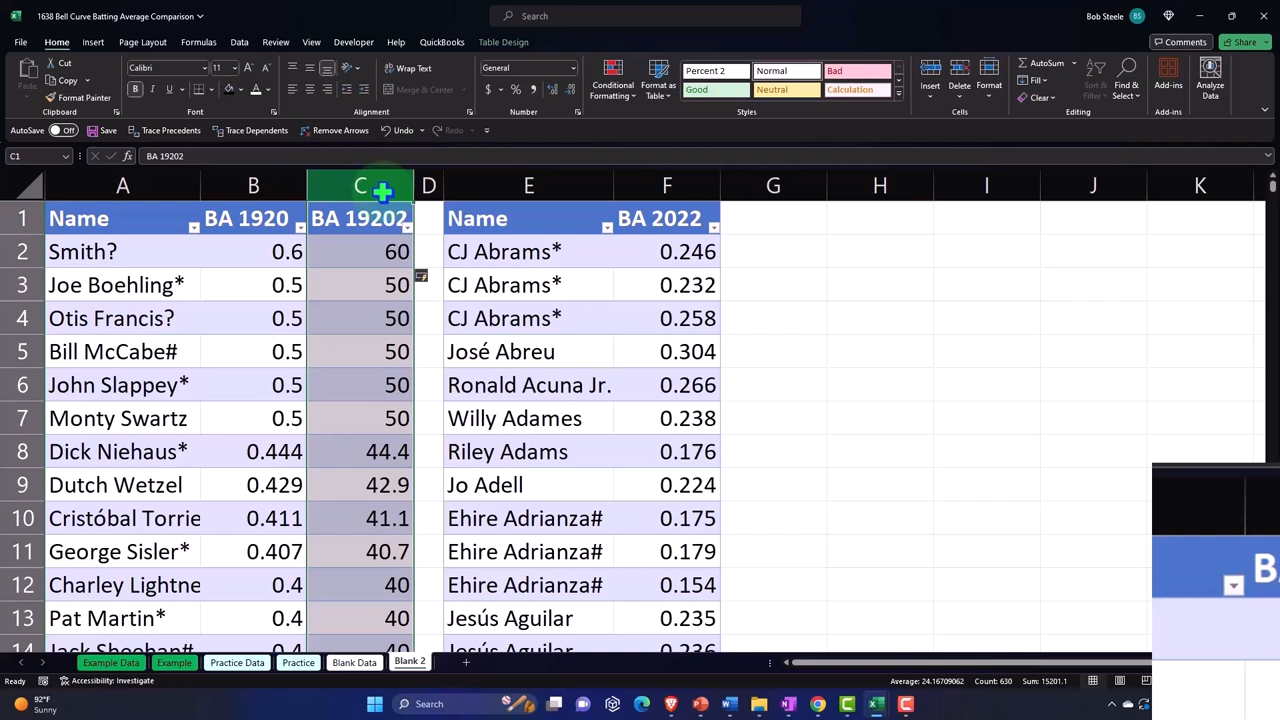 1638 Bell Curve Batting Average Comparison
Search
Bob Steele BS
File Home Insert Page Layout Formulas Data Review View Developer Help QuickBooks Table Design
Comments Share
Paste Cut Copy Format Painter Clipboard
Calibri 11 B I U Font
Wrap Text Merge & Center Alignment
General $ % , Number
Conditional Formatting Format as Table
Percent 2 Normal Bad
Good Neutral Calculation
Styles
Insert Delete Format Cells
AutoSum Fill Clear Sort & Filter Find & Select Editing
Add-ins Add-ins
Analyze Data
AutoSave Off Save Trace Precedents Trace Dependents Remove Arrows Undo Redo
C1 fx BA 19202
A B C D E F G H I J K
1 Name BA 1920 BA 19202 Name BA 2022
2 Smith? 0.6 60 CJ Abrams* 0.246
3 Joe Boehling* 0.5 50 CJ Abrams* 0.232
4 Otis Francis? 0.5 50 CJ Abrams* 0.258
5 Bill McCabe# 0.5 50 José Abreu 0.304
6 John Slappey* 0.5 50 Ronald Acuna Jr. 0.266
7 Monty Swartz 0.5 50 Willy Adames 0.238
8 Dick Niehaus* 0.444 44.4 Riley Adams 0.176
9 Dutch Wetzel 0.429 42.9 Jo Adell 0.224
10 Cristóbal Torrie 0.411 41.1 Ehire Adrianza# 0.175
11 George Sisler* 0.407 40.7 Ehire Adrianza# 0.179
12 Charley Lightne 0.4 40 Ehire Adrianza# 0.154
13 Pat Martin* 0.4 40 Jesús Aguilar 0.235
14 Jack Sheehan# 0.4 40 Jesús Aguilar 0.236
Example Data Example Practice Data Practice Blank Data Blank 2
Ready Accessibility: Investigate Average: 24.16709062 Count: 630 Sum: 15201.1
92°F
Sunny
Search